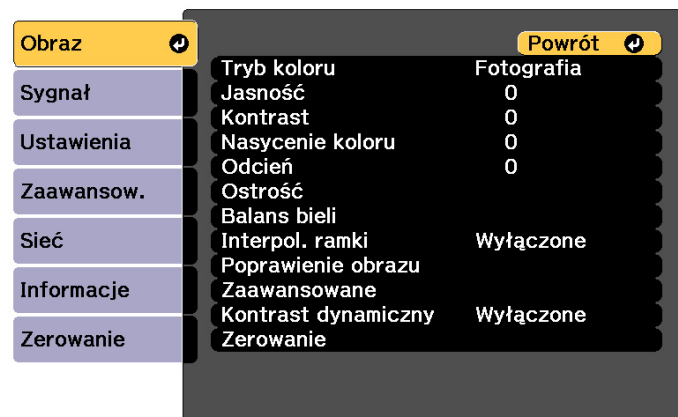 Obraz
Sygnał
Ustawienia
Zaawansow.
Sieć
Informacje
Zerowanie
Powrót
Tryb koloru Fotografia
Jasność 0
Kontrast 0
Nasycenie koloru 0
Odcień 0
Ostrość
Balans bieli
Interpol. ramki Wyłączone
Poprawienie obrazu
Zaawansowane
Kontrast dynamiczny Wyłączone
Zerowanie